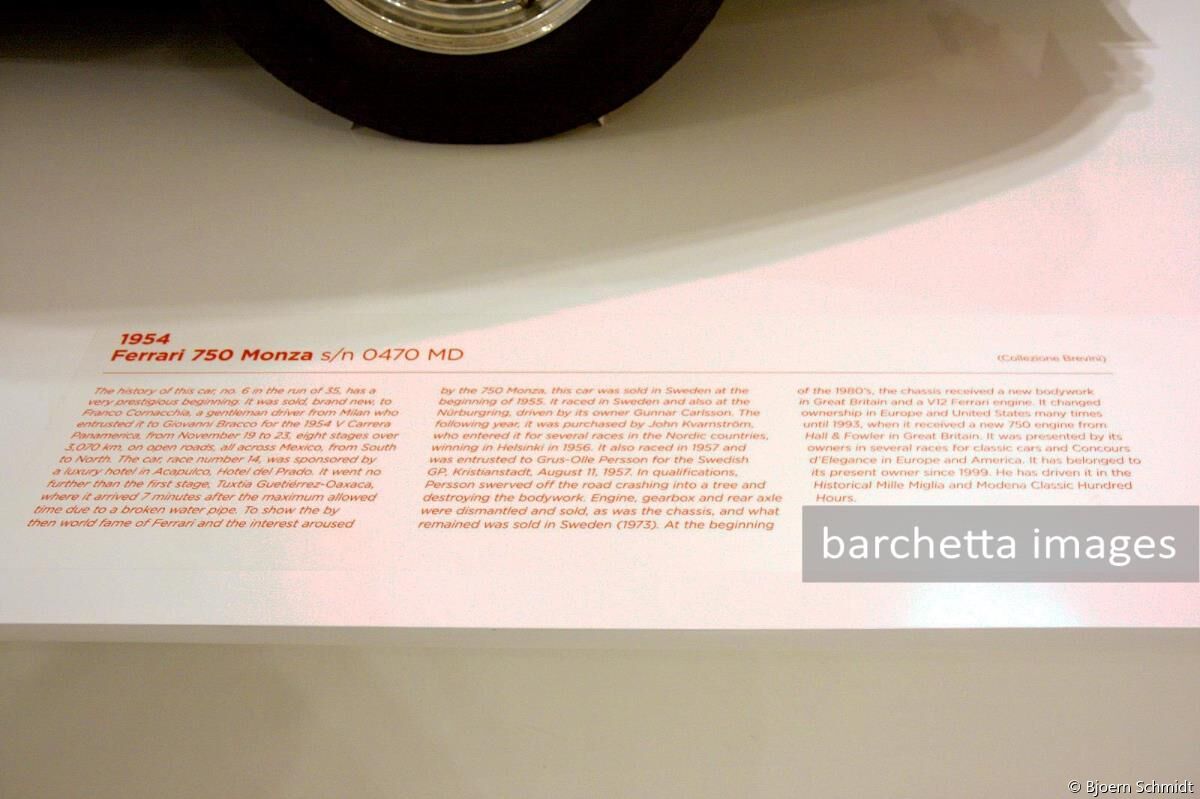 1954
Ferrari 750 Monza s/n 0470 MD
(Collezione Brevini)
The history of this car, no. 6 in the run of 35, has a
very prestigious beginning. It was sold, brand new, to
Franco Cornacchia, a gentleman driver from Milan who
entrusted it to Giovanni Bracco for the 1954 V Carrera
Panamerica, from November 19 to 23, eight stages over
3,070 km, on open roads, all across Mexico, from South
to North. The car, race number 14, was sponsored by
a luxury hotel in Acapulco, Hotel del Prado. It went no
further than the first stage, Tuxtia Guetiérrez-Oaxaca,
where it arrived 7 minutes after the maximum allowed
time due to a broken water pipe. To show the by
then world fame of Ferrari and the interest aroused
by the 750 Monza, this car was sold in Sweden at the
beginning of 1955. It raced in Sweden and also at the
Nürburgring, driven by its owner Gunnar Carlsson. The
following year, it was purchased by John Kvarnström,
who entered it for several races in the Nordic countries,
winning in Helsinki in 1956. It also raced in 1957 and
was entrusted to Grus-Olle Persson for the Swedish
GP, Kristianstadt, August 11, 1957. In qualifications,
Persson swerved off the road crashing into a tree and
destroying the bodywork. Engine, gearbox and rear axle
were dismantled and sold, as was the chassis, and what
remained was sold in Sweden (1973). At the beginning
of the 1980's, the chassis received a new bodywork
in Great Britain and a V12 Ferrari engine. It changed
ownership in Europe and United States many times
until 1993, when it received a new 750 engine from
Hall & Fowler in Great Britain. It was presented by its
owners in several races for classic cars and Concours
d'Elegance in Europe and America. It has belonged to
its present owner since 1999. He has driven it in the
Historical Mille Miglia and Modena Classic Hundred
Hours.
barchetta images
© Bjoern Schmidt